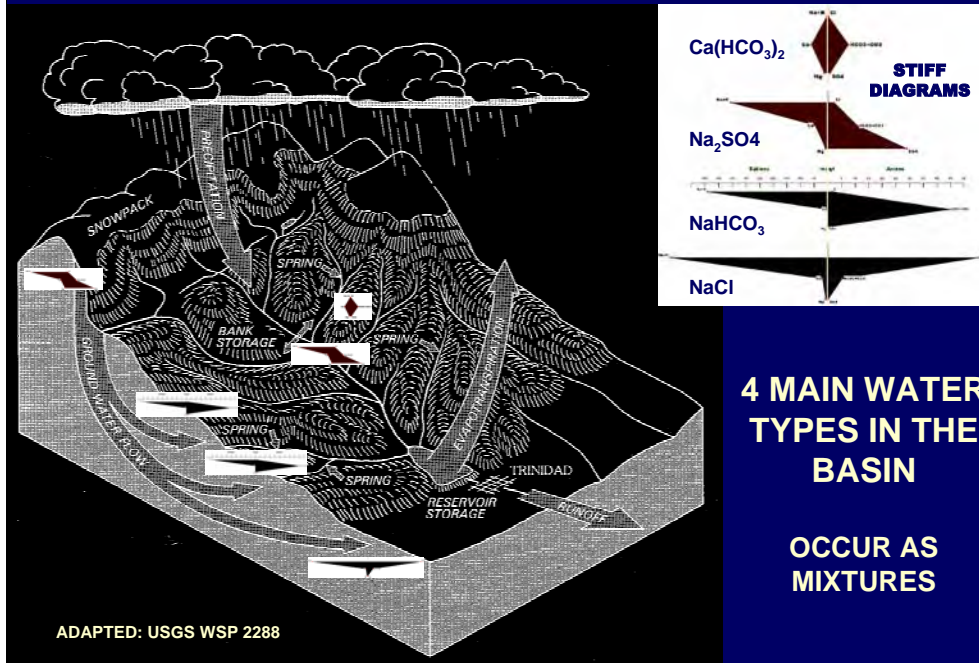 Ca(HCO3)2
STIFF
DIAGRAMS
Na2SO4
NaHCO3
NaCl
PRECIPITATION
SNOWPACK
SPRING
BANK
STORAGE
SPRING
EVAPOTRANSPIRATION
GROUND WATER FLOW
SPRING
SPRING
TRINIDAD
RESERVOIR
STORAGE
RUNOFF
4 MAIN WATER
TYPES IN THE
BASIN
OCCUR AS
MIXTURES
ADAPTED: USGS WSP 2288